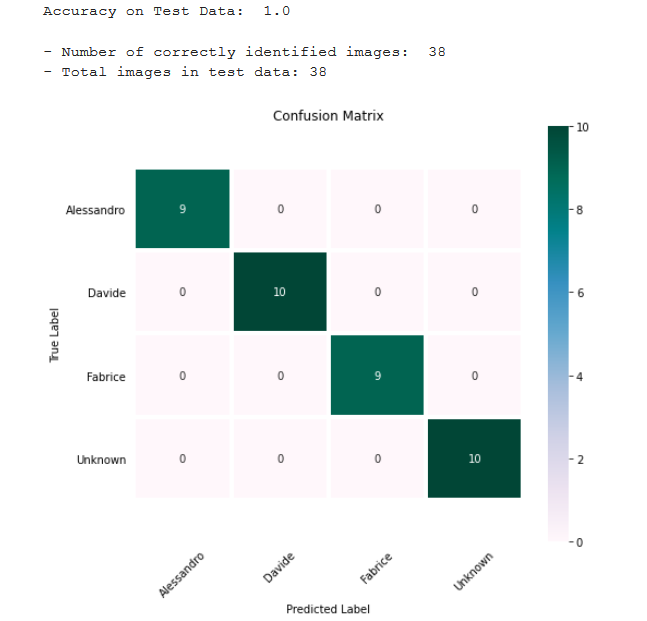 Accuracy on Test Data:  1.0
- Number of correctly identified images:  38
- Total images in test data: 38
Confusion Matrix
10
8
6
4
2
0
True Label
Alessandro 9 0 0 0
Davide 0 10 0 0
Fabrice 0 0 9 0
Unknown 0 0 0 10
Alessandro Davide Fabrice Unknown
Predicted Label